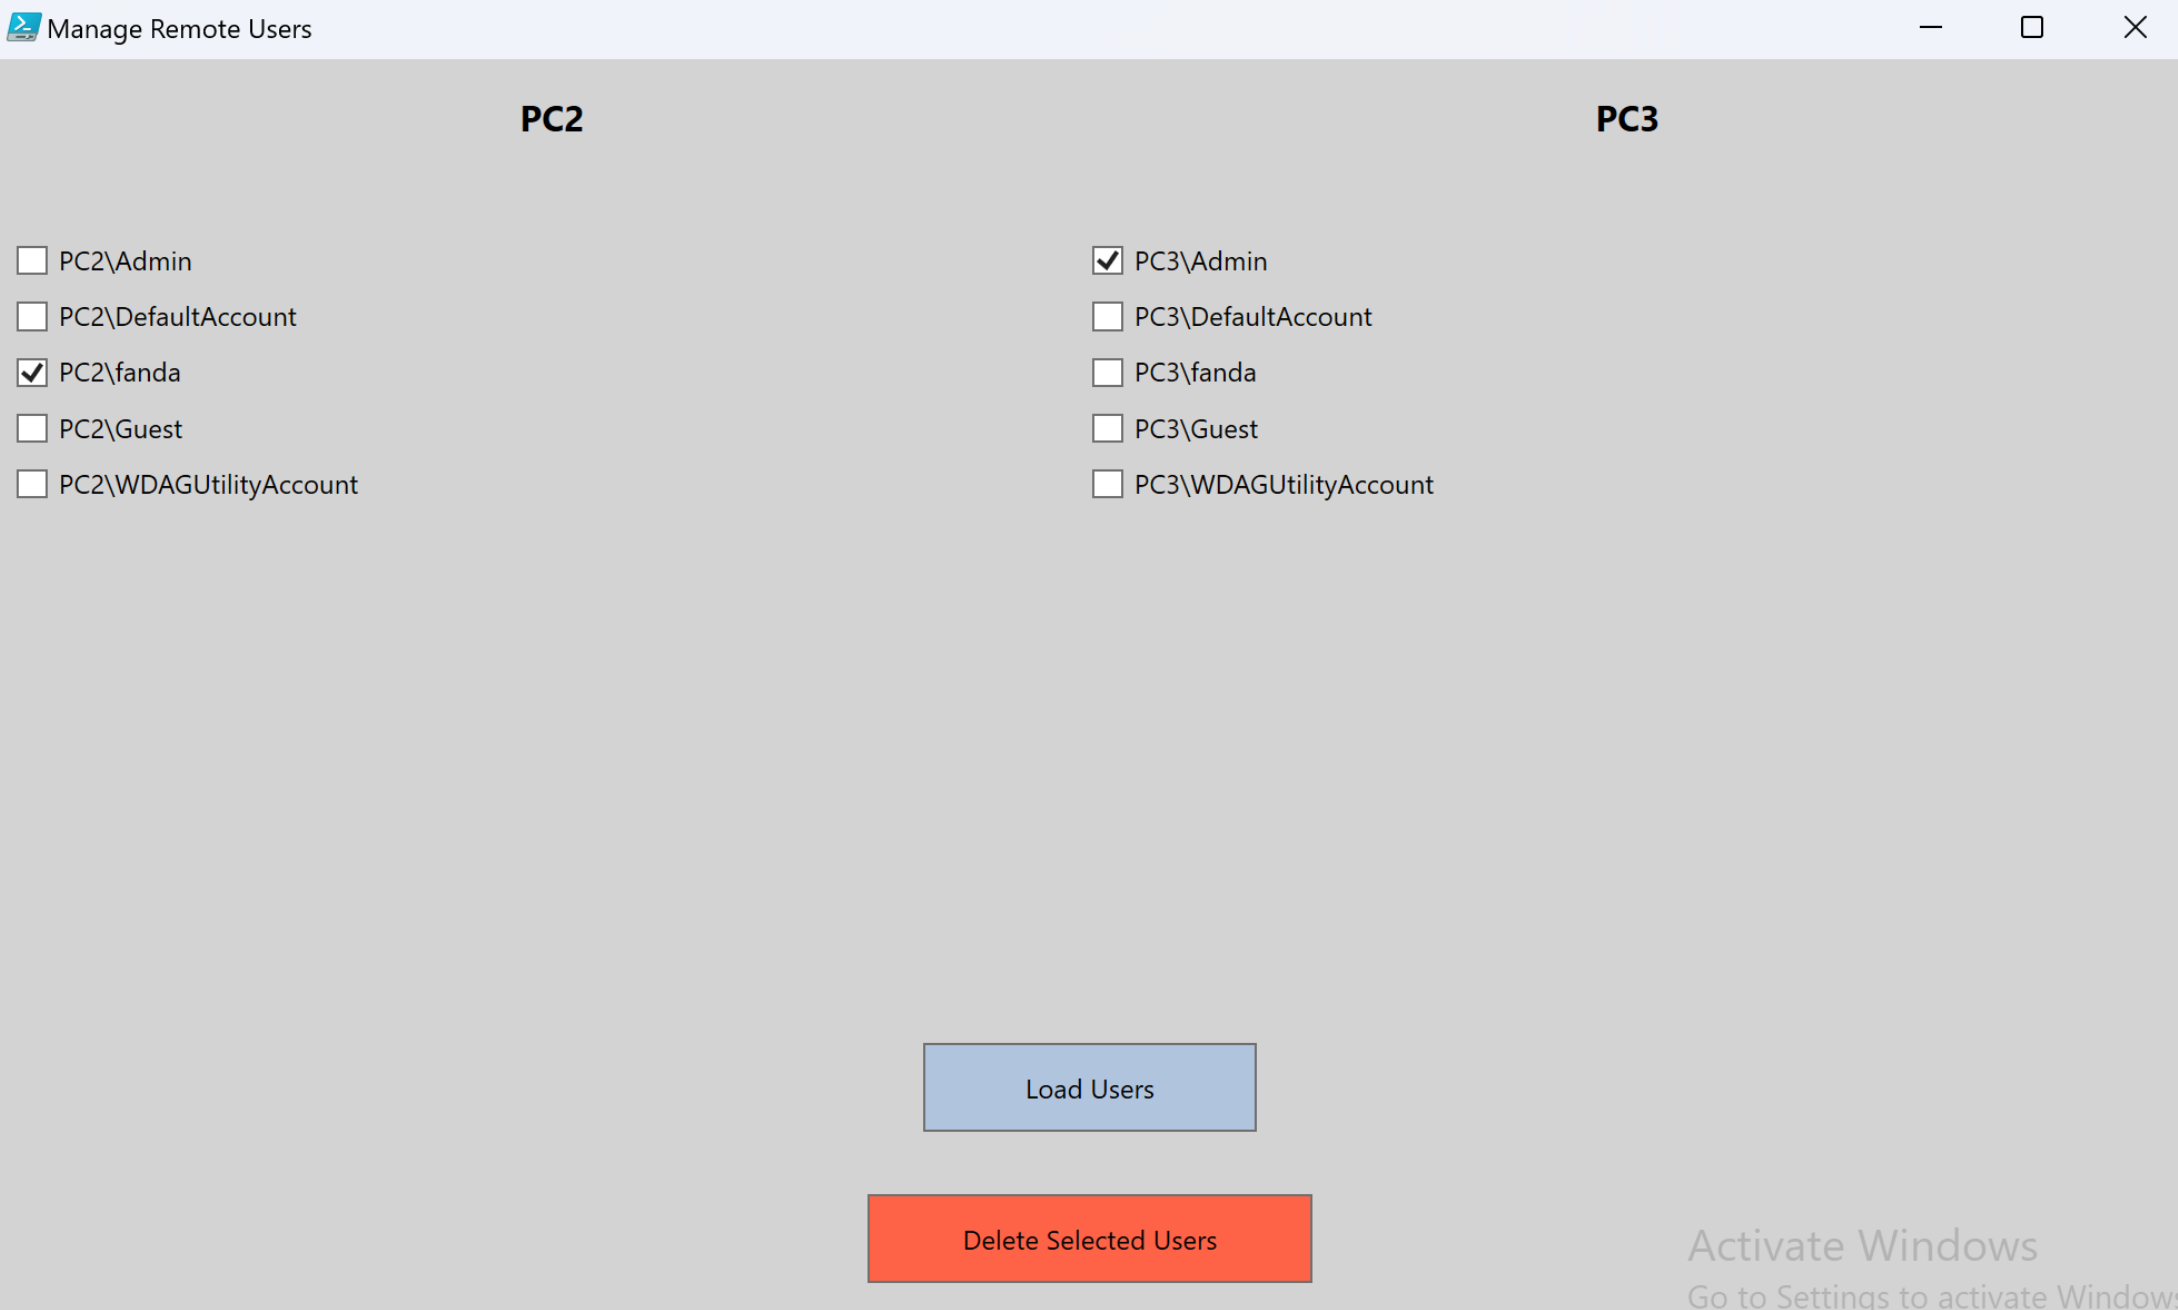 Manage Remote Users
PC2
PC3
PC2\Admin
PC2\DefaultAccount
PC2\fanda
PC2\Guest
PC2\WDAGUtilityAccount
PC3\Admin
PC3\DefaultAccount
PC3\fanda
PC3\Guest
PC3\WDAGUtilityAccount
Load Users
Delete Selected Users
Activate Windows
Go to Settings to activate Window